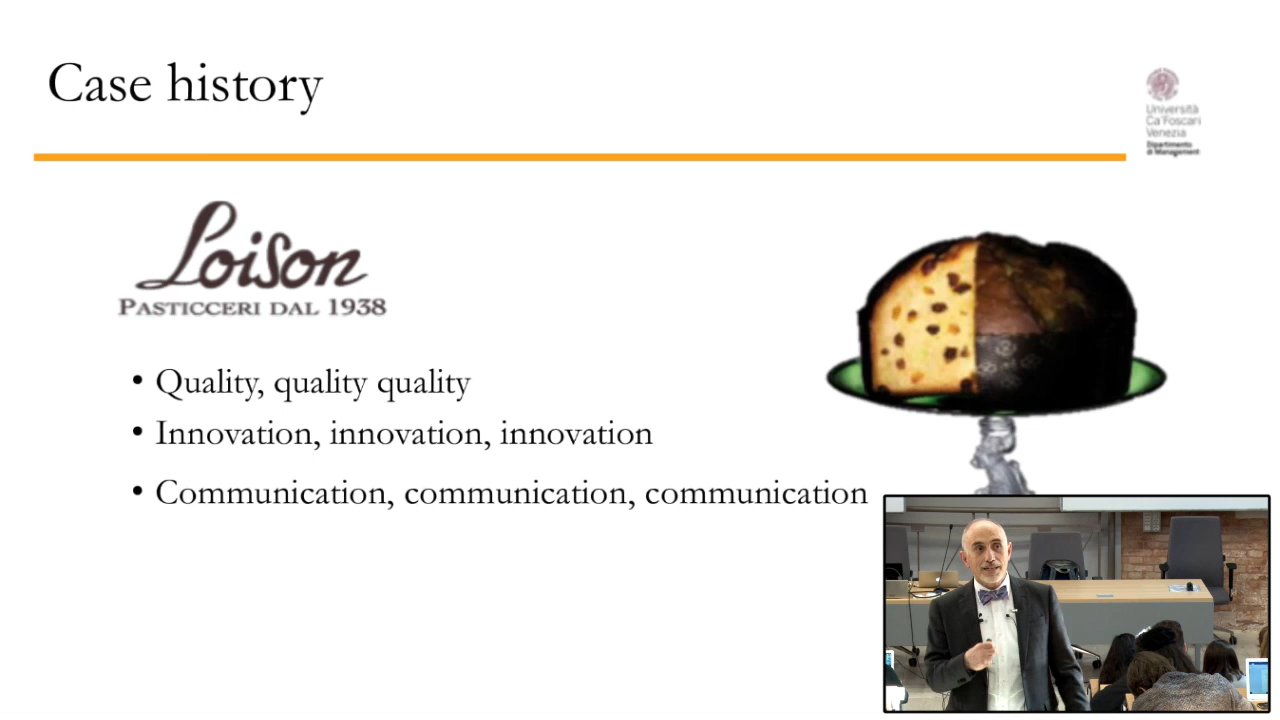 Case history
Università
Ca'Foscari
Venezia
Dipartimento
di Management
Loison
PASTICCERI DAL 1938
• Quality, quality quality
• Innovation, innovation, innovation
• Communication, communication, communication